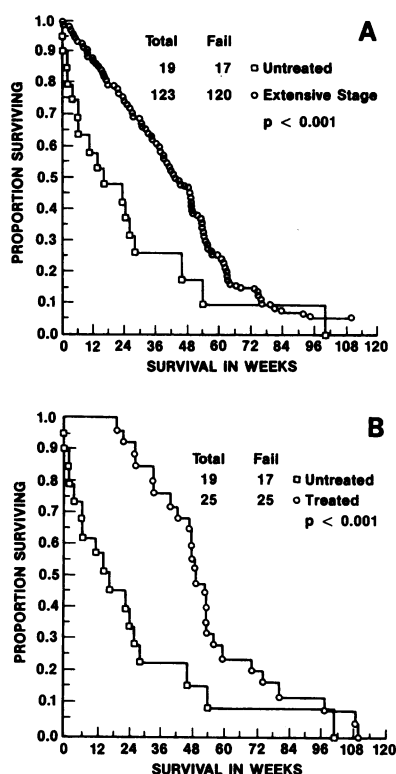 A
Total Fail
19 17 Untreated
123 120 Extensive Stage
p < 0.001
PROPORTION SURVIVING
1.0
0.9
0.8
0.7
0.6
0.5
0.4
0.3
0.2
0.1
0.0
0 12 24 36 48 60 72 84 96 108 120
SURVIVAL IN WEEKS
B
Total Fail
19 17 Untreated
25 25 Treated
p < 0.001
PROPORTION SURVIVING
1.0
0.9
0.8
0.7
0.6
0.5
0.4
0.3
0.2
0.1
0.0
0 12 24 36 48 60 72 84 96 108 120
SURVIVAL IN WEEKS